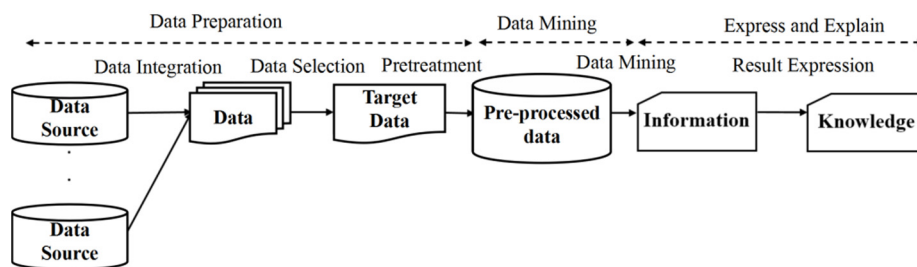 Data Preparation
Data Mining
Express and Explain
Data Integration
Data Selection
Pretreatment
Data Mining
Result Expression
Data
Source
Data
Target
Data
Pre-processed
data
Information
Knowledge
Data
Source